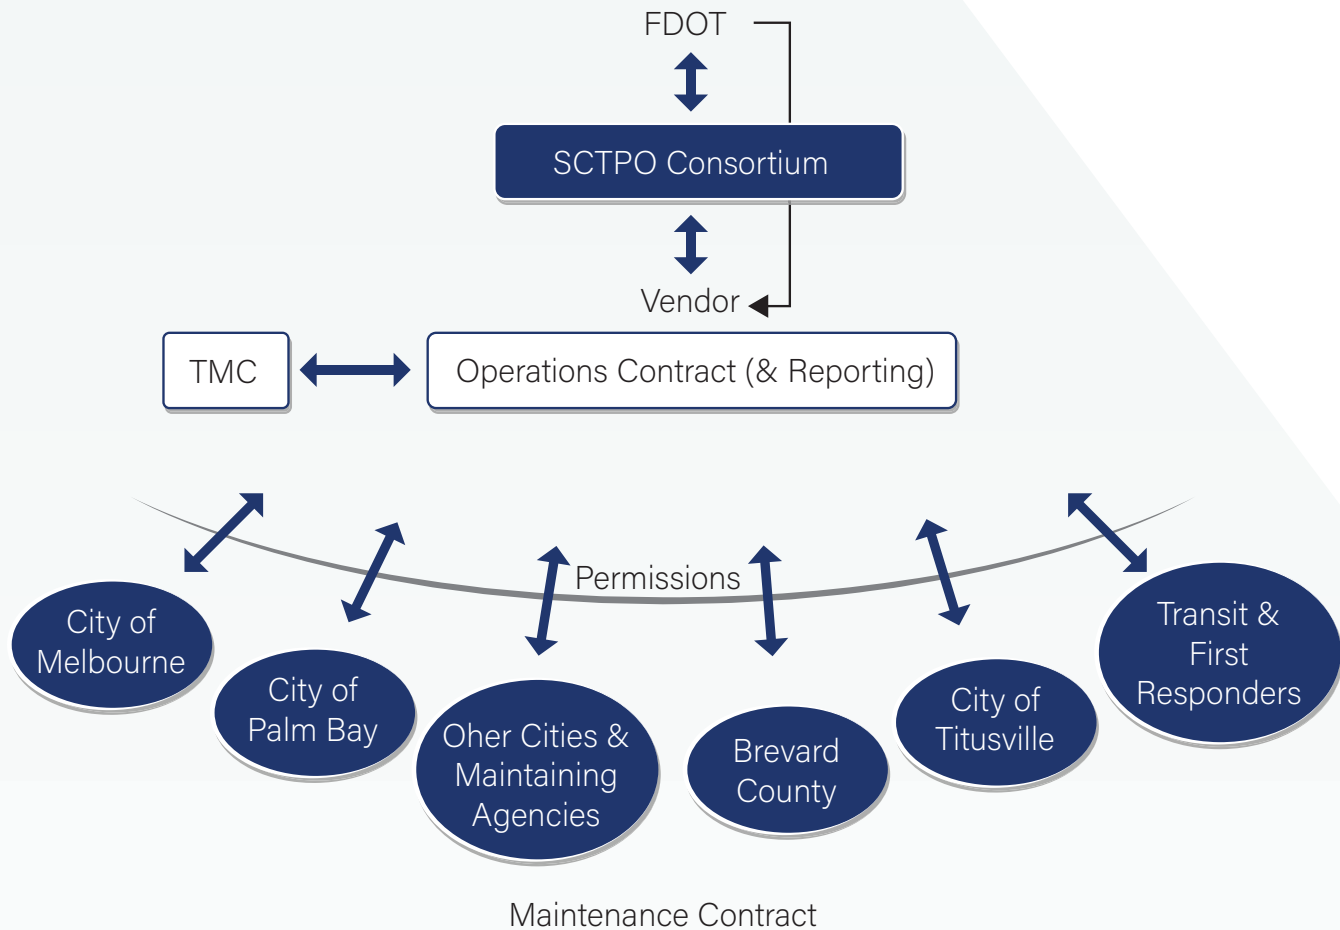 FDOT
SCTPO Consortium
Vendor
TMC
Operations Contract (& Reporting)
Permissions
City of
Melbourne
City of
Palm Bay
Oher Cities &
Maintaining
Agencies
Brevard
County
City of
Titusville
Transit &
First
Responders
Maintenance Contract